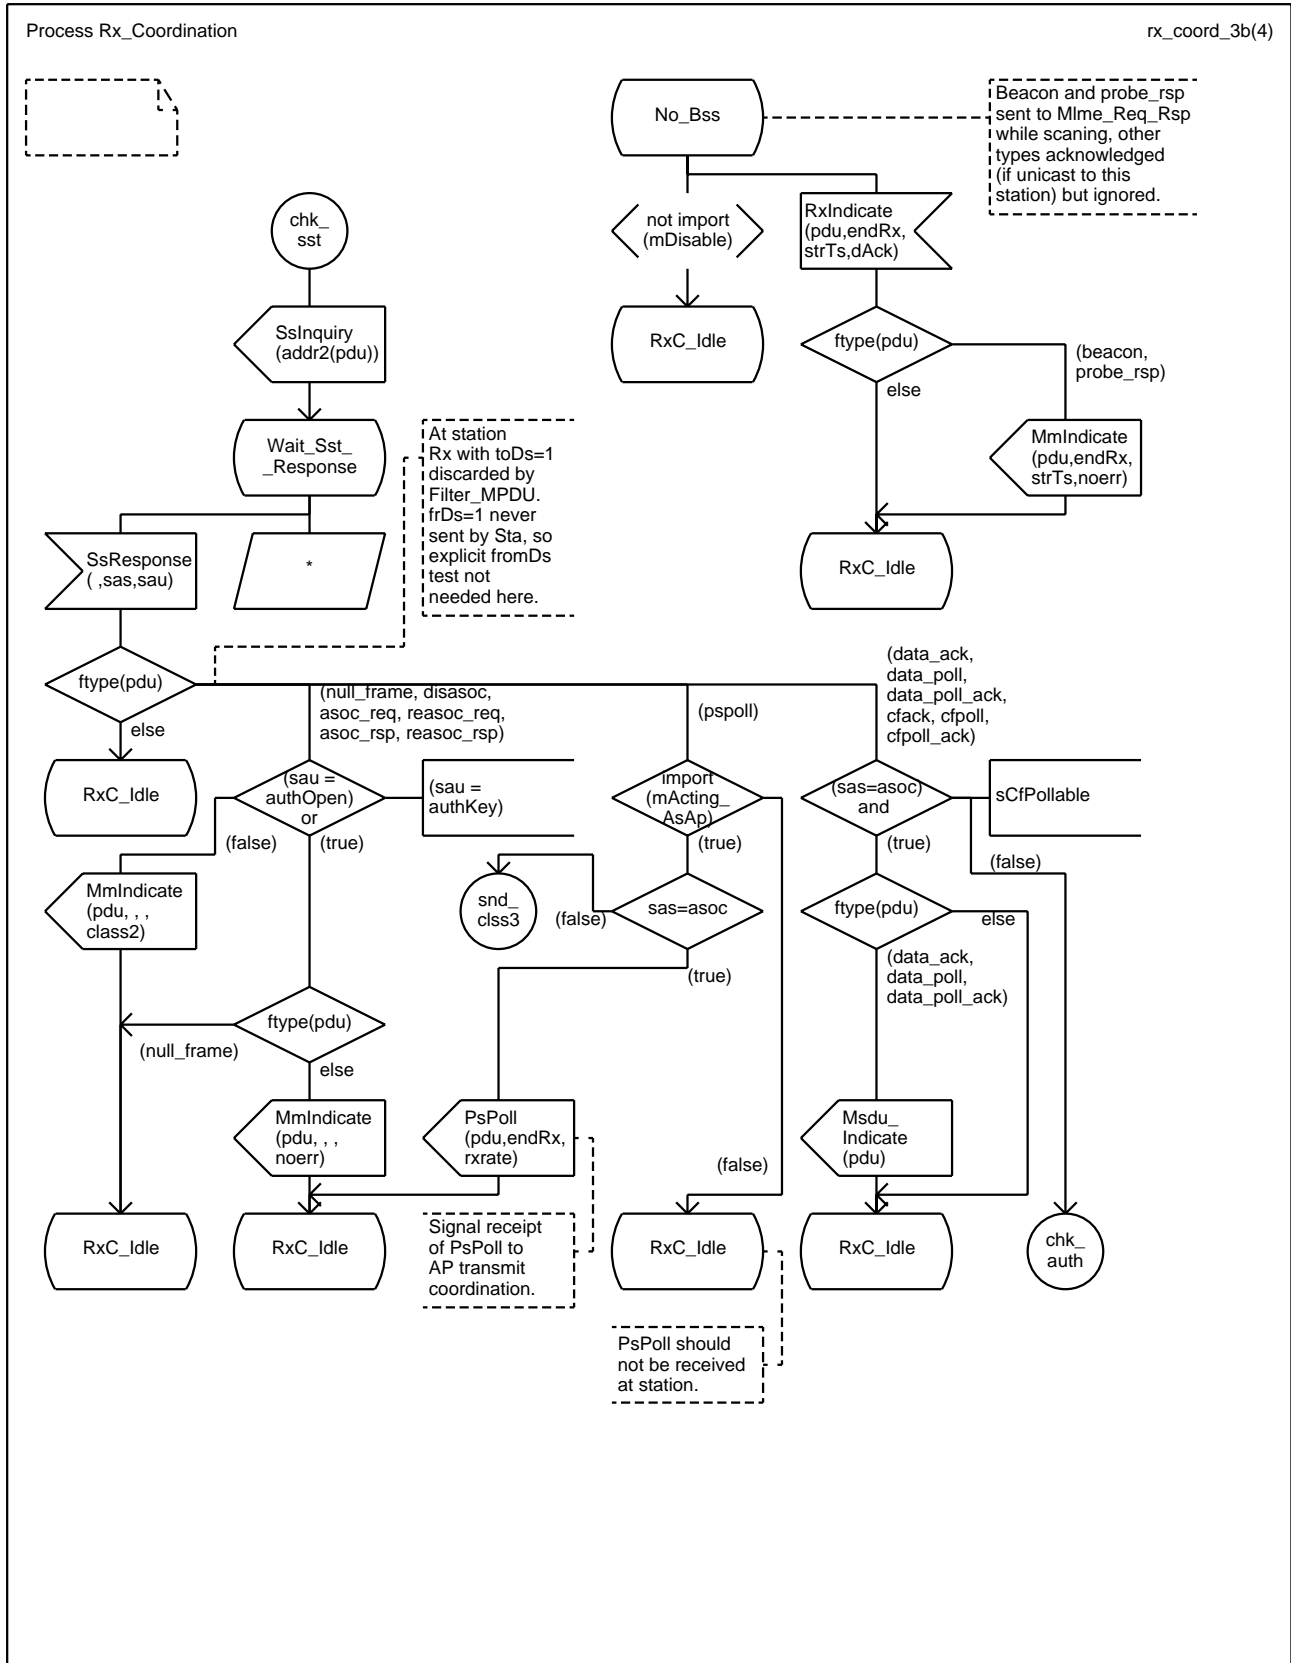 Process Rx_Coordination
rx_coord_3b(4)
No_Bss
Beacon and probe_rsp
sent to Mlme_Req_Rsp
while scaning, other
types acknowledged
(if unicast to this
station) but ignored.
chk_
sst
not import
(mDisable)
RxIndicate
(pdu,endRx,
strTs,dAck)
SsInquiry
(addr2(pdu))
RxC_Idle
ftype(pdu)
(beacon,
probe_rsp)
else
Wait_Sst_
_Response
At station
Rx with toDs=1
discarded by
Filter_MPDU.
frDs=1 never
sent by Sta, so
explicit fromDs
test not
needed here.
MmIndicate
(pdu,endRx,
strTs,noerr)
SsResponse
( ,sas,sau)
*
RxC_Idle
ftype(pdu)
else
(null_frame, disasoc,
asoc_req, reasoc_req,
asoc_rsp, reasoc_rsp)
(pspoll)
(data_ack,
data_poll,
data_poll_ack,
cfack, cfpoll,
cfpoll_ack)
RxC_Idle
(sau =
authOpen)
or
(sau =
authKey)
import
(mActing_
AsAp)
(sas=asoc)
and
sCfPollable
(false)
(true)
(true)
(true)
(false)
MmIndicate
(pdu, , ,
class2)
snd_
clss3
(false)
sas=asoc
ftype(pdu)
else
(true)
(data_ack,
data_poll,
data_poll_ack)
ftype(pdu)
(null_frame)
else
MmIndicate
(pdu, , ,
noerr)
PsPoll
(pdu,endRx,
rxrate)
(false)
Msdu_
_Indicate
(pdu)
RxC_Idle
RxC_Idle
Signal receipt
of PsPoll to
AP transmit
coordination.
RxC_Idle
RxC_Idle
chk_
auth
PsPoll should
not be received
at station.